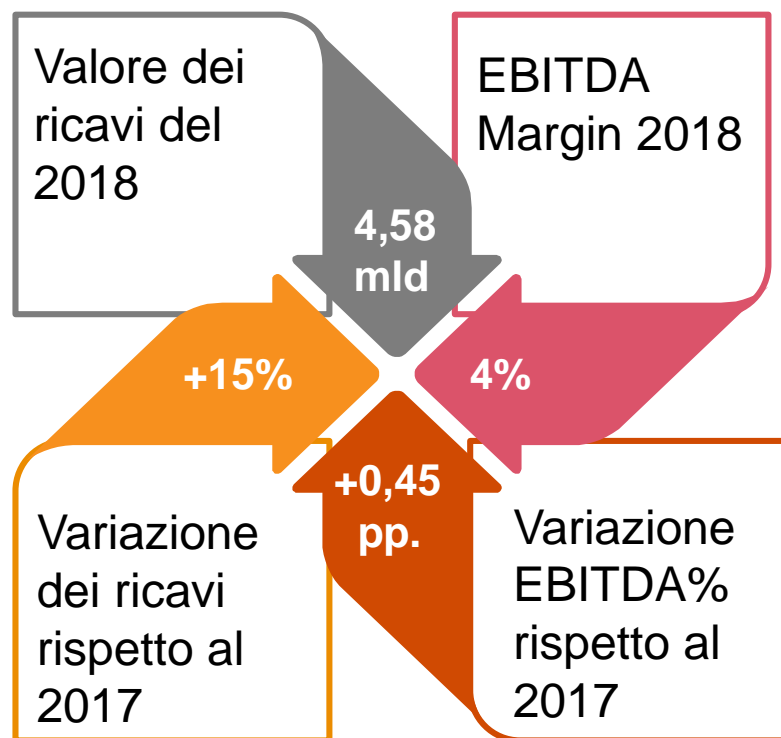 Valore dei
ricavi del
2018
4,58
mld
EBITDA
Margin 2018
4%
+15%
Variazione
dei ricavi
rispetto al
2017
+0,45
pp.
Variazione
EBITDA%
rispetto al
2017